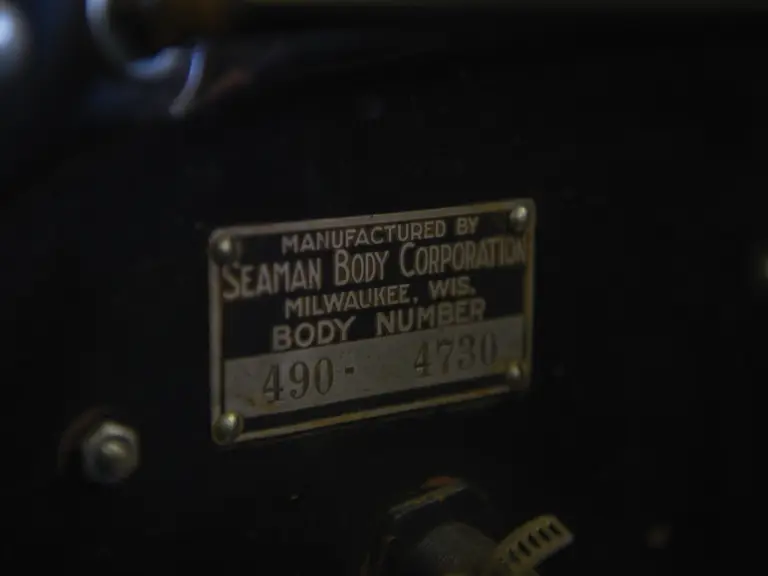 MANUFACTURED BY
SEAMAN BODY CORPORATION
MILWAUKEE, WIS.
BODY NUMBER
490- 4730